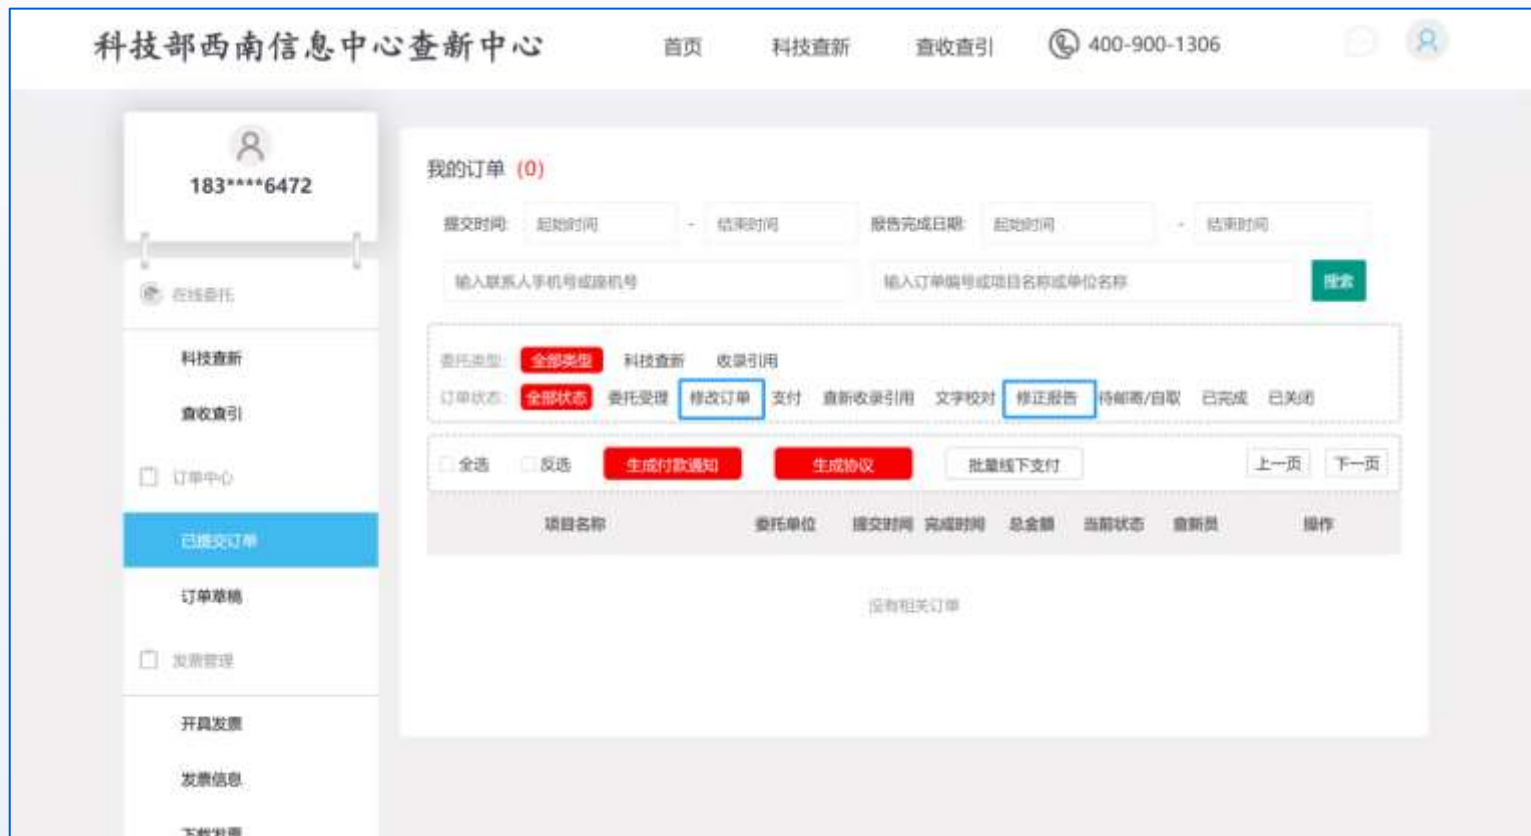 科技部西南信息中心查新中心 首页 科技查新 查收查引 400-900-1306
183****6472
在线委托
科技查新
查收查引
订单中心
已提交订单
订单草稿
发票管理
开具发票
发票信息
下载发票
我的订单 (0)
提交时间: 起始时间 - 结束时间 报告完成日期: 起始时间 - 结束时间
输入联系人手机号或座机号 输入订单编号或项目名称或单位名称 搜索
委托类型: 全部类型 科技查新 收录引用
订单状态: 全部状态 委托受理 修改订单 支付 查新收录引用 文字校对 修正报告 待邮寄/自取 已完成 已关闭
全选 反选 生成付款通知 生成协议 批量线下支付 上一页 下一页
项目名称 委托单位 提交时间 完成时间 总金额 当前状态 查新员 操作
没有相关订单